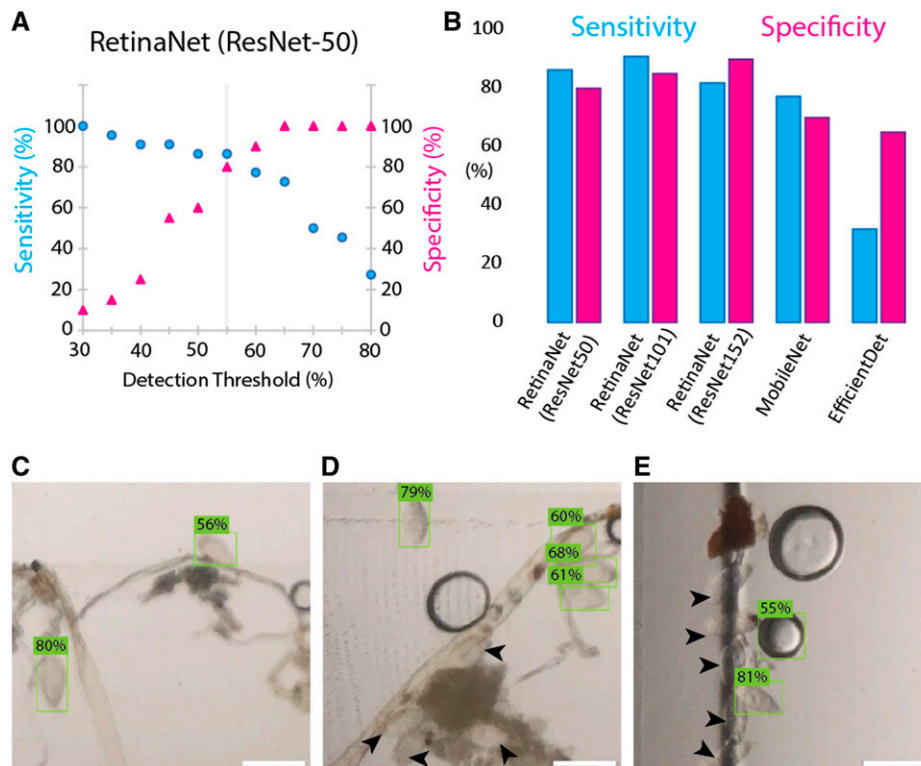 A
RetinaNet (ResNet-50)
Sensitivity (%)
100
80
60
40
20
0
100
80
60
40
20
0
Specificity (%)
30
40
50
60
70
80
Detection Threshold (%)
B
Sensitivity
Specificity
100
80
60
(%)
40
20
0
RetinaNet
(ResNet50)
RetinaNet
(ResNet101)
RetinaNet
(ResNet152)
MobileNet
EfficientDet
C
56%
80%
D
79%
60%
68%
61%
E
55%
81%